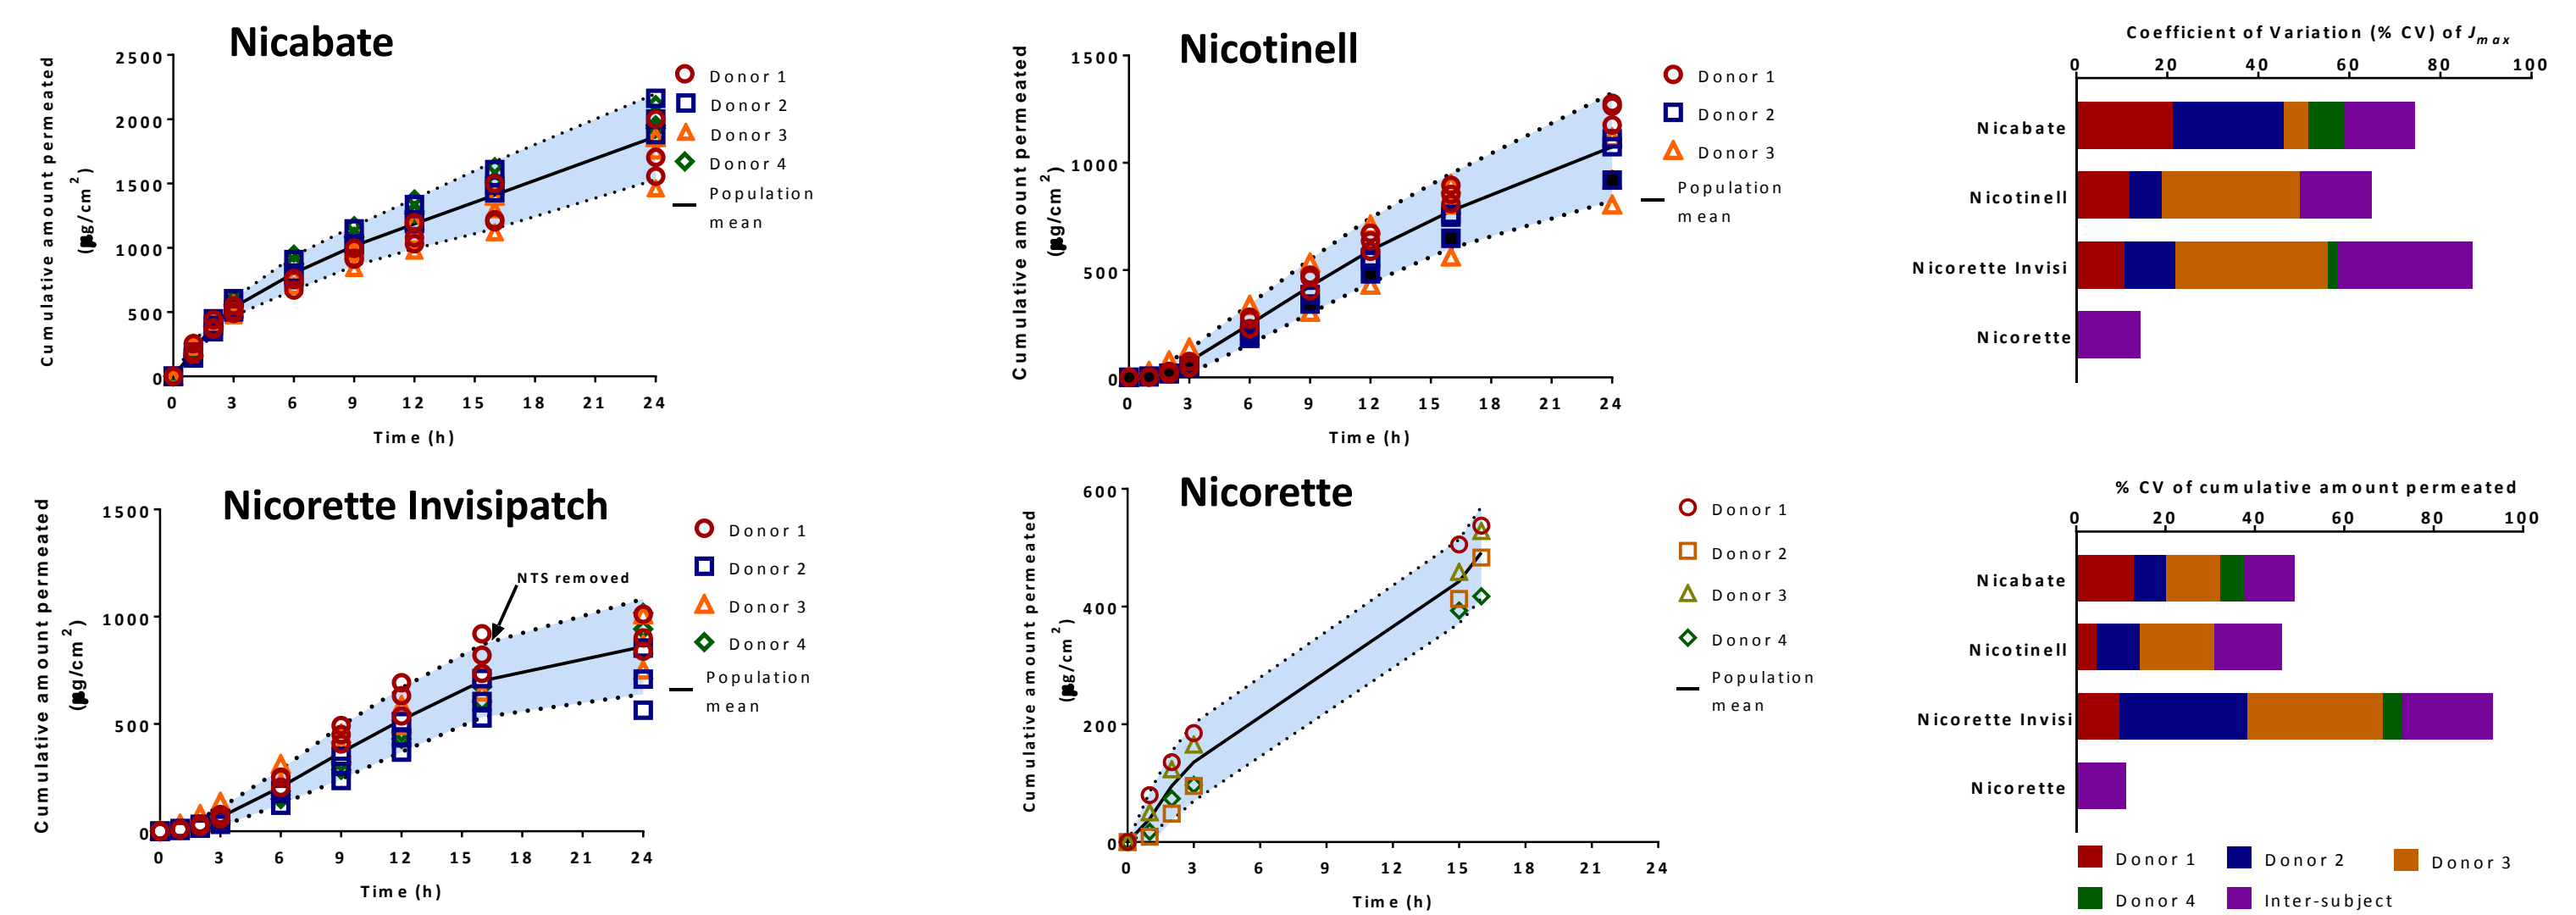 Nicabate
Cumulative amount permeated
(µg/cm 2)
2500
2000
1500
1000
500
0
0 3 6 9 12 15 18 21 24
Time (h)
Donor 1
Donor 2
Donor 3
Donor 4
Population
mean
Nicotinell
Cumulative amount permeated
(µg/cm 2)
1500
1000
500
0
0 3 6 9 12 15 18 21 24
Time (h)
Donor 1
Donor 2
Donor 3
Population
mean
Coefficient of Variation (% CV) of Jmax
0 20 40 60 80 100
Nicabate
Nicotinell
Nicorette Invisi
Nicorette
Nicorette Invisipatch
Cumulative amount permeated
(µg/cm 2)
1500
1000
500
0
0 3 6 9 12 15 18 21 24
Time (h)
NTS removed
Donor 1
Donor 2
Donor 3
Donor 4
Population
mean
Nicorette
Cumulative amount permeated
(µg/cm 2)
600
400
200
0
0 3 6 9 12 15 18 21 24
Time (h)
Donor 1
Donor 2
Donor 3
Donor 4
Population
mean
% CV of cumulative amount permeated
0 20 40 60 80 100
Nicabate
Nicotinell
Nicorette Invisi
Nicorette
Donor 1 Donor 2 Donor 3
Donor 4 Inter-subject